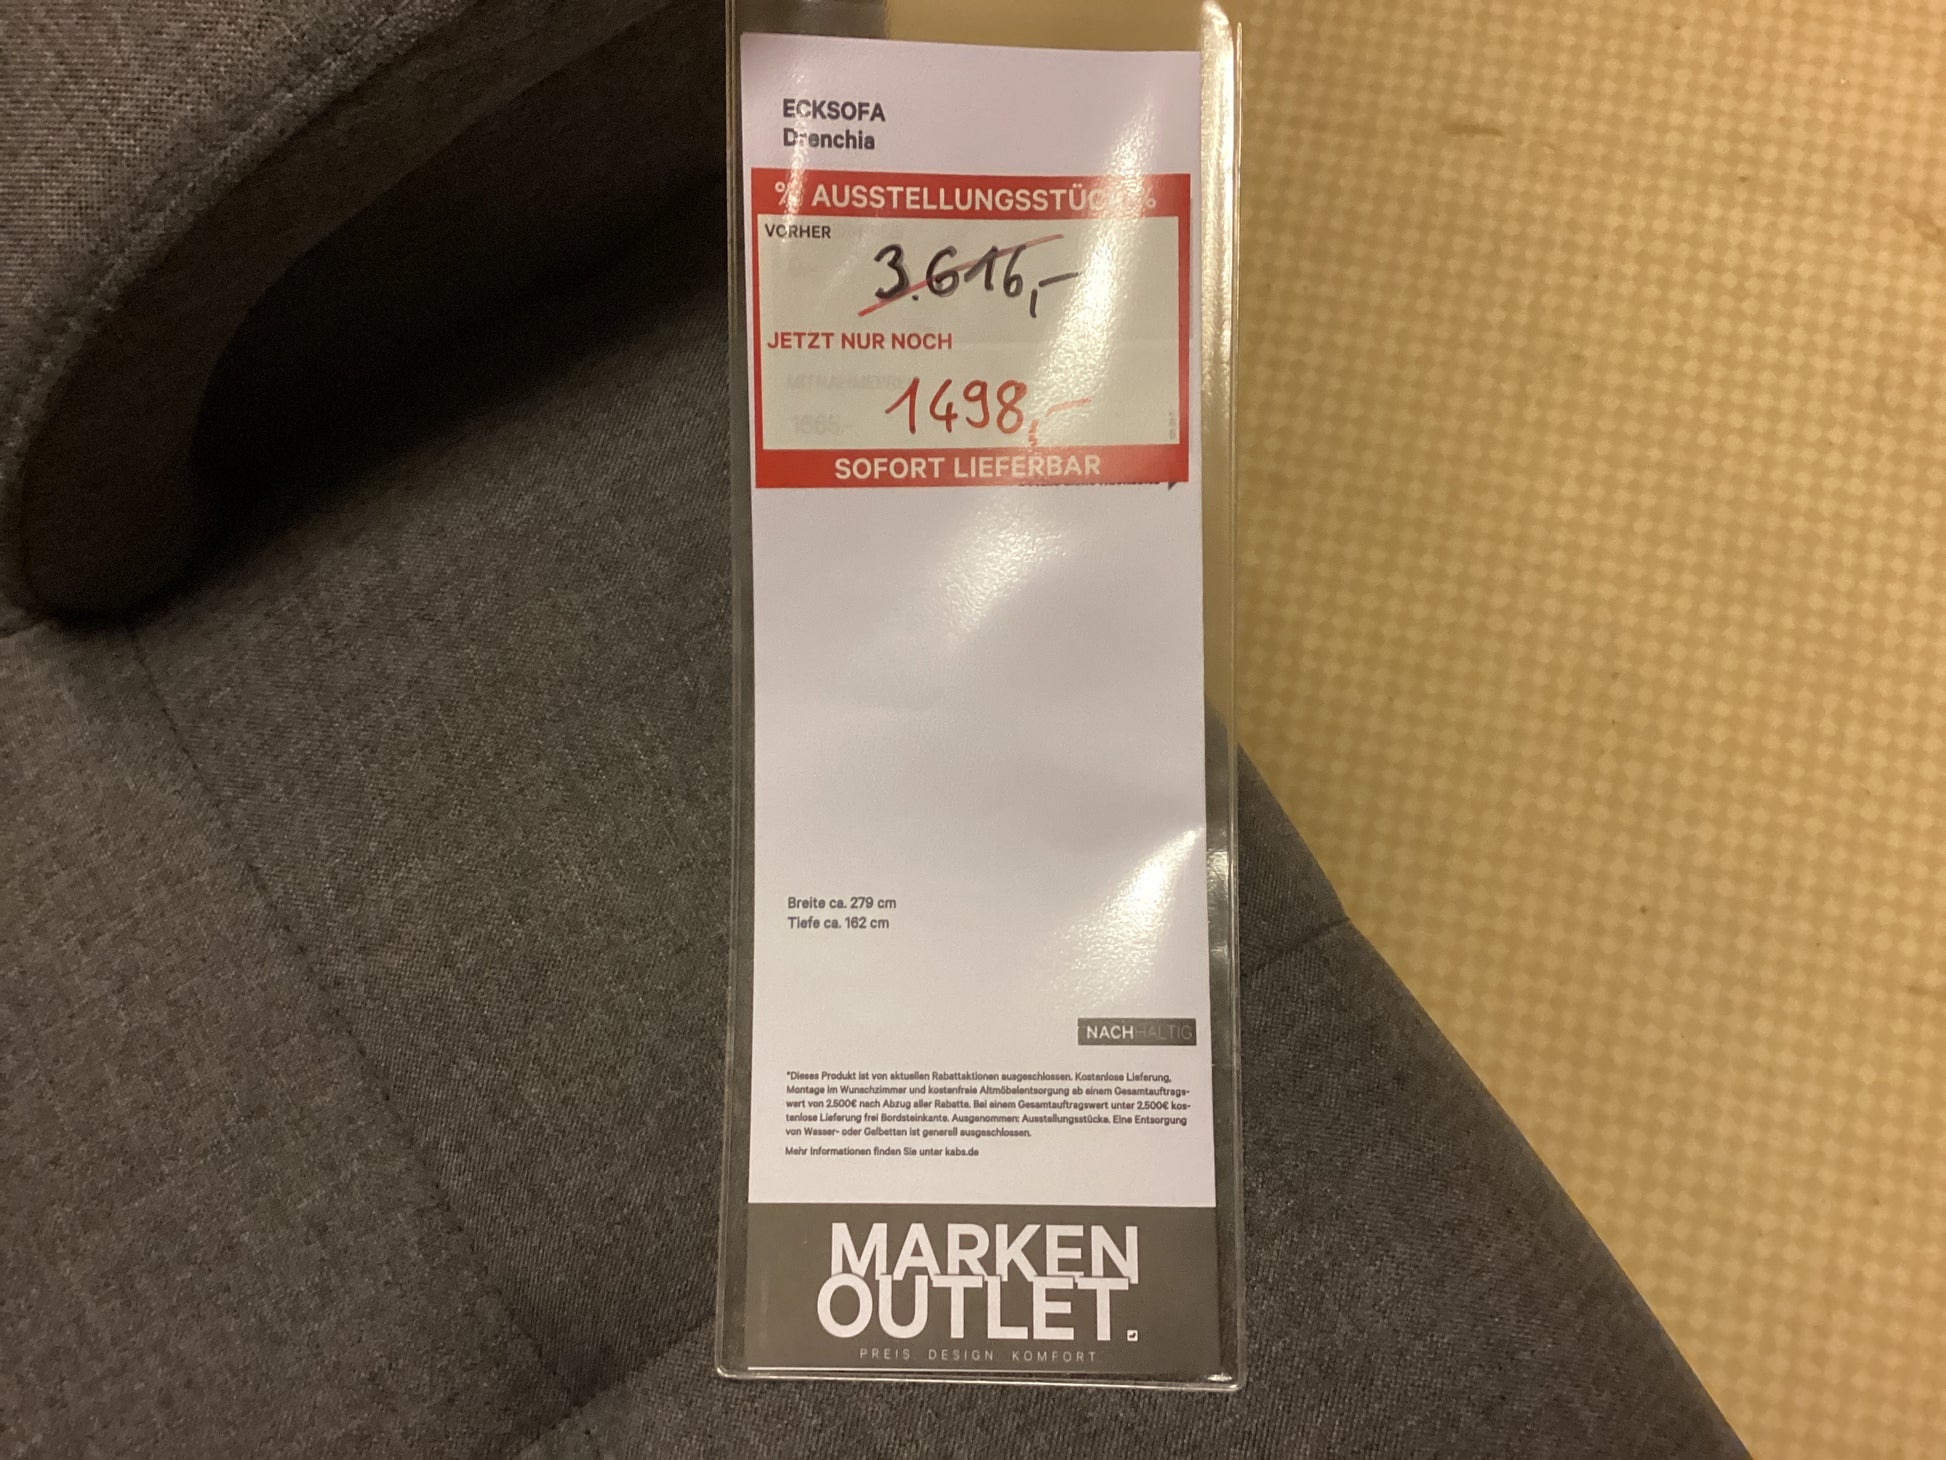 ECKSOFA
Drenchia
% AUSSTELLUNGSSTÜCK %
VORHER
3.616,-
JETZT NUR NOCH
MITNAHMEPREIS
1498,-
SOFORT LIEFERBAR
Breite ca. 279 cm
Tiefe ca. 162 cm
NACHHALTIG
*Dieses Produkt ist von aktuellen Rabattaktionen ausgeschlossen. Kostenlose Lieferung,
Montage im Wunschzimmer und kostenfreie Altmöbelentsorgung ab einem Gesamtauftrags-
wert von 2.500€ nach Abzug aller Rabatte. Bei einem Gesamtauftragswert unter 2.500€ kos-
tenlose Lieferung frei Bordsteinkante. Ausgenommen: Ausstellungsstücke. Eine Entsorgung
von Wasser- oder Gelbetten ist generell ausgeschlossen.
Mehr Informationen finden Sie unter kabs.de
MARKEN
OUTLET.
PREIS DESIGN KOMFORT